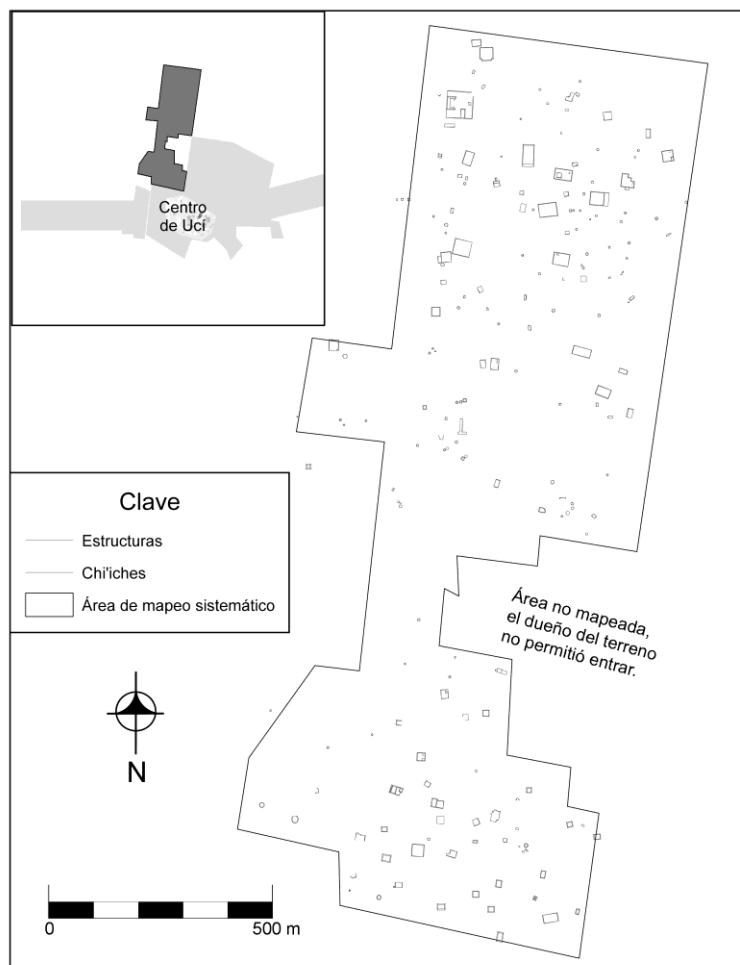 Centro
de Ucí
Clave
Estructuras
Chi'iches
Área de mapeo sistemático
Área no mapeada,
el dueño del terreno
no permitió entrar.
N
0
500 m